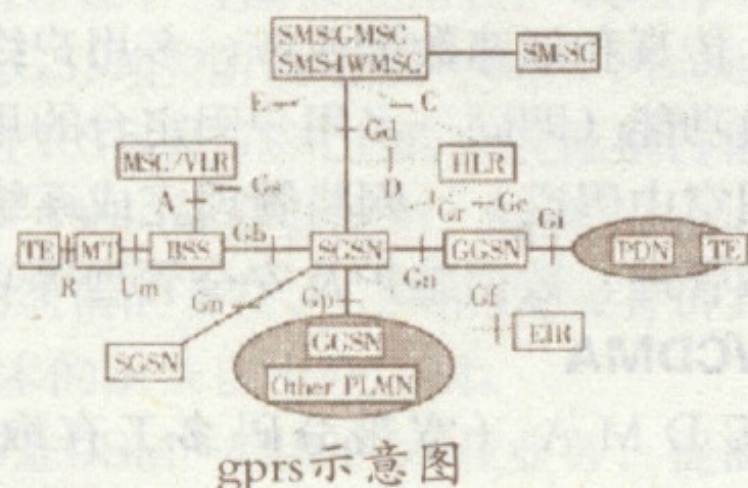 SMS-GMSC
SMS-IWMSC
SM-SC
E
C
Gd
MSC/VLR
HLR
D
A
Gs
Gr
Gc
Gi
TE
MT
BSS
Gb
SGSN
GGSN
PDN
TE
R
Um
Gn
Gn
Gp
Gf
SGSN
GGSN
EIR
Other PLMN
gprs示意图